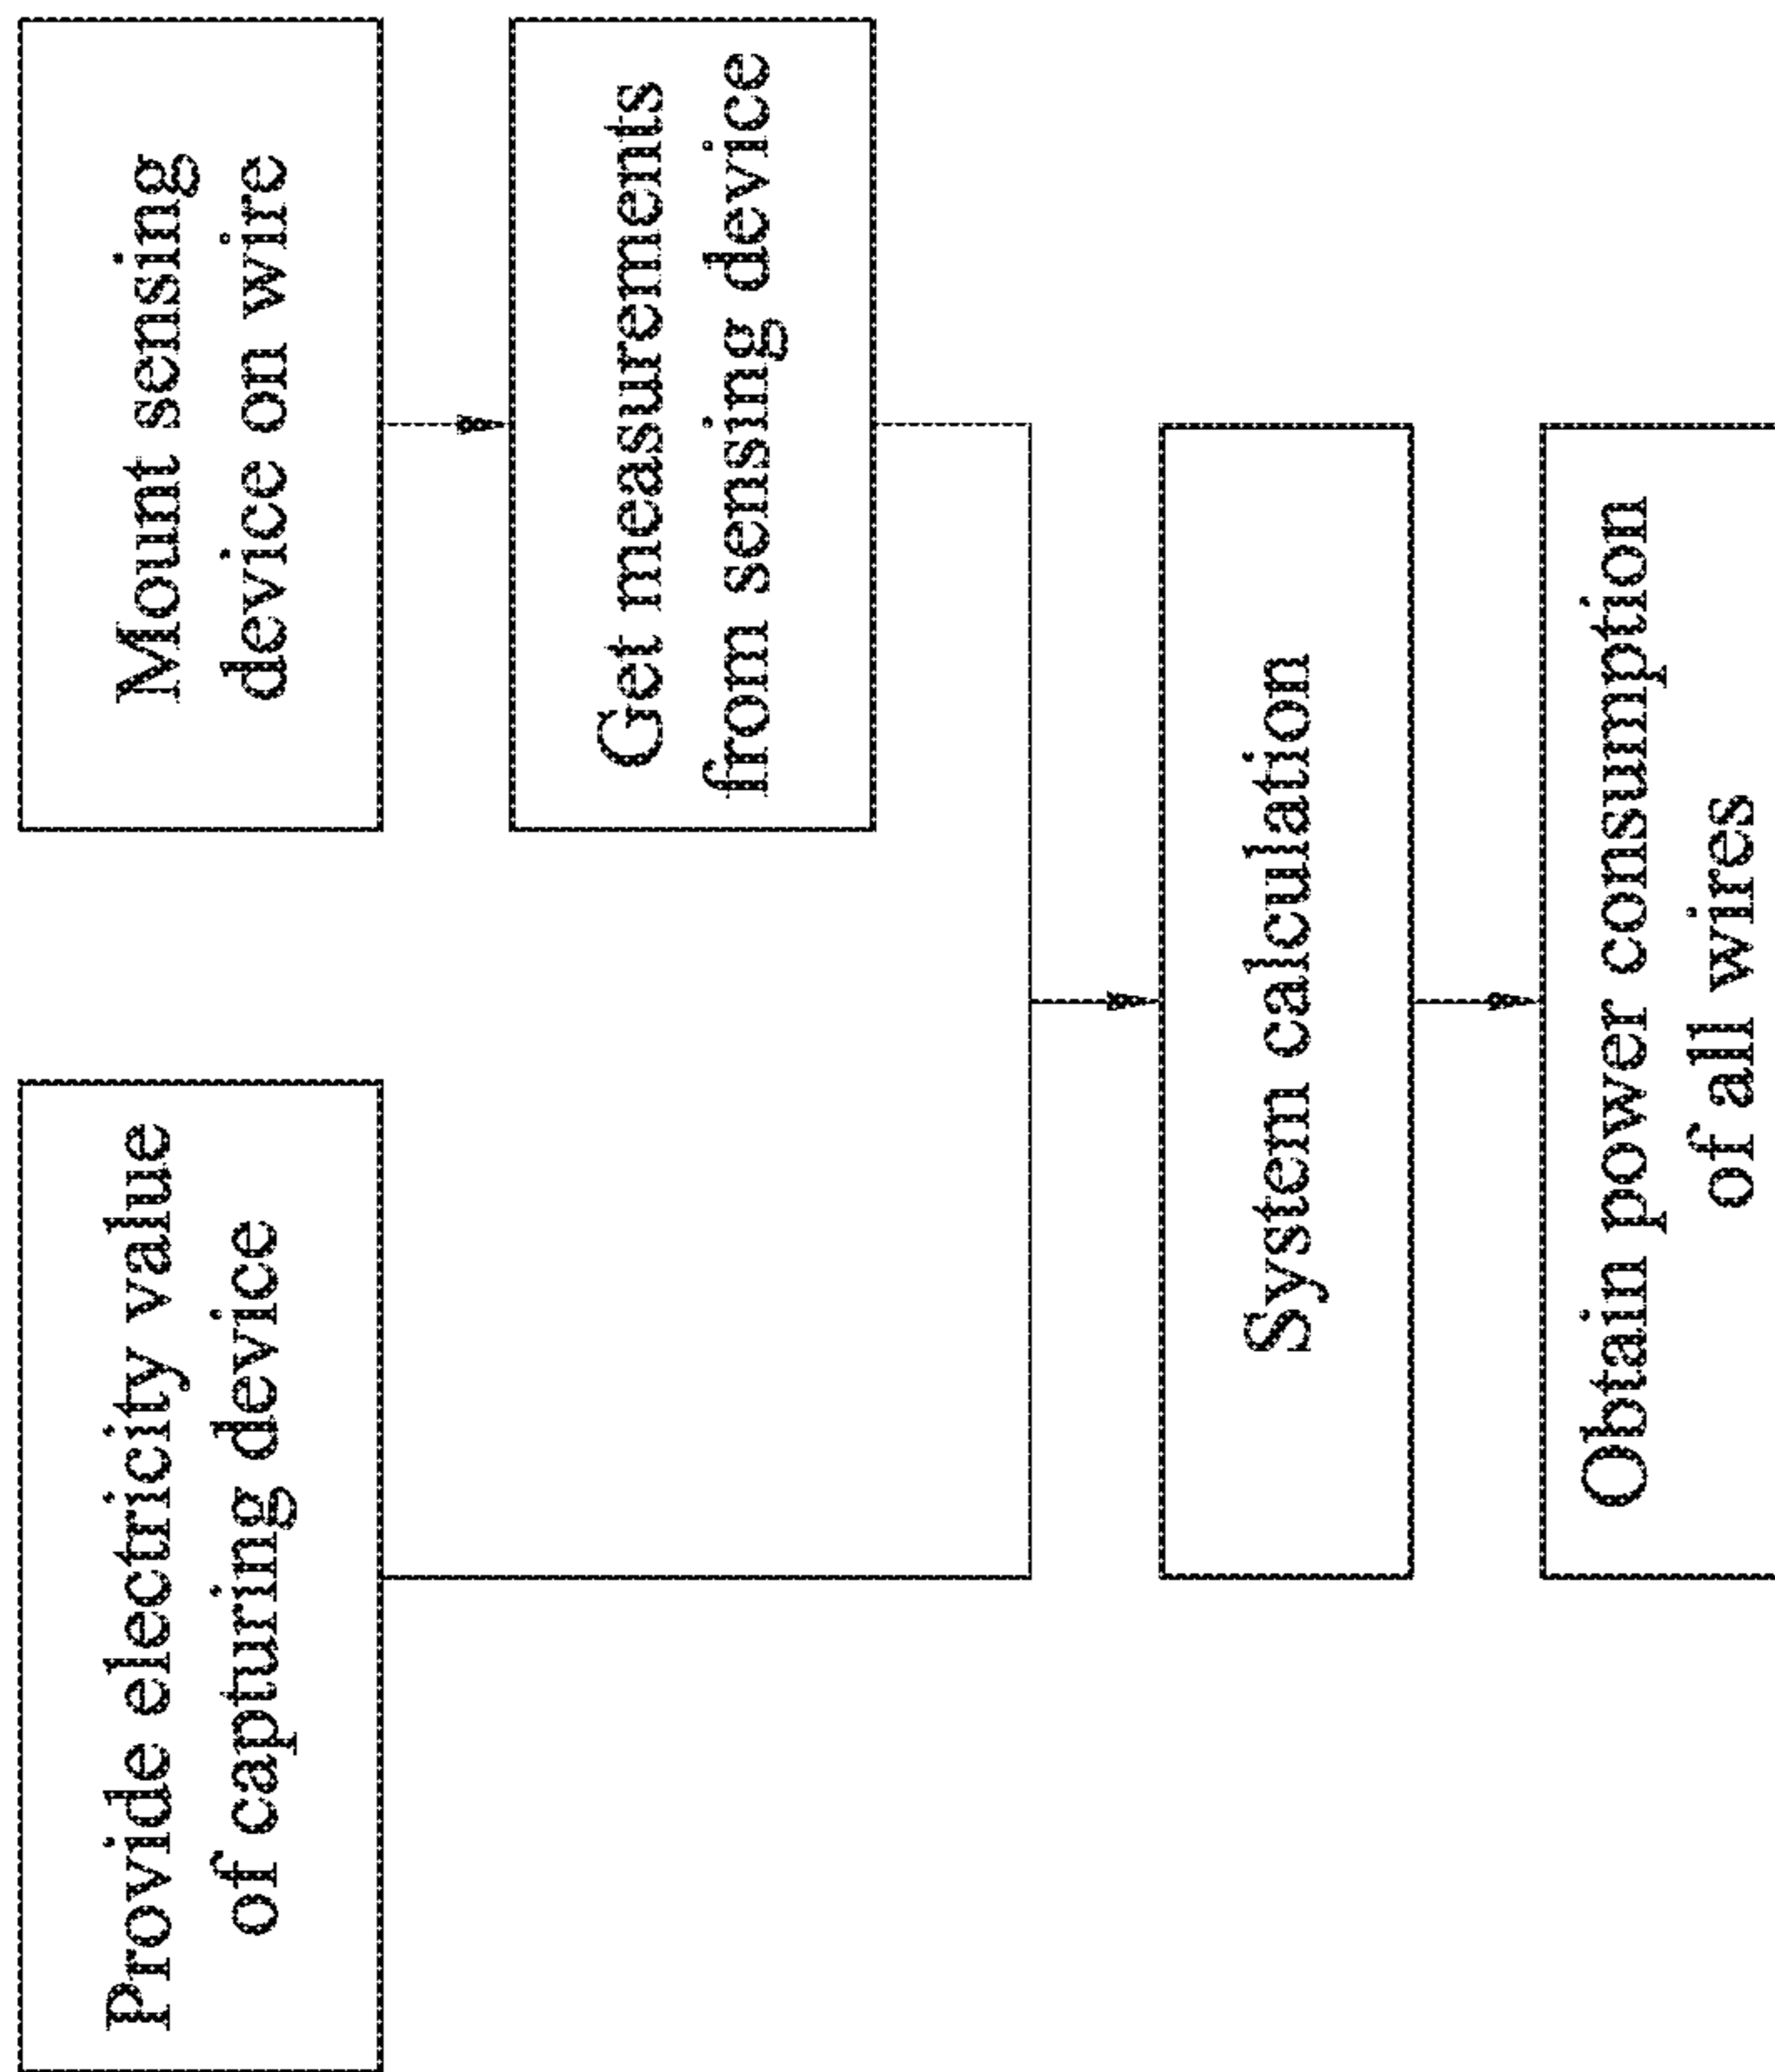 Provide electricity value
of capturing device
Mount sensing
device on wire
Get measurements
from sensing device
System calculation
Obtain power consumption
of all wires